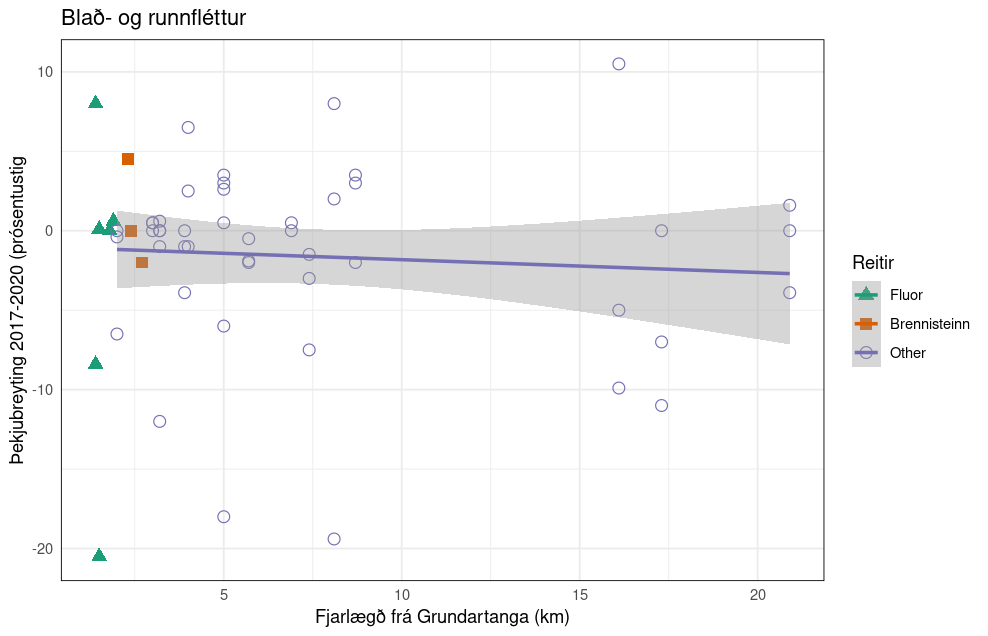 Blað- og runnfléttur
Þekjubreyting 2017-2020 (prósentustig
10
0
-10
-20
5
10
15
20
Fjarlægð frá Grundartanga (km)
Reitir
Fluor
Brennisteinn
Other